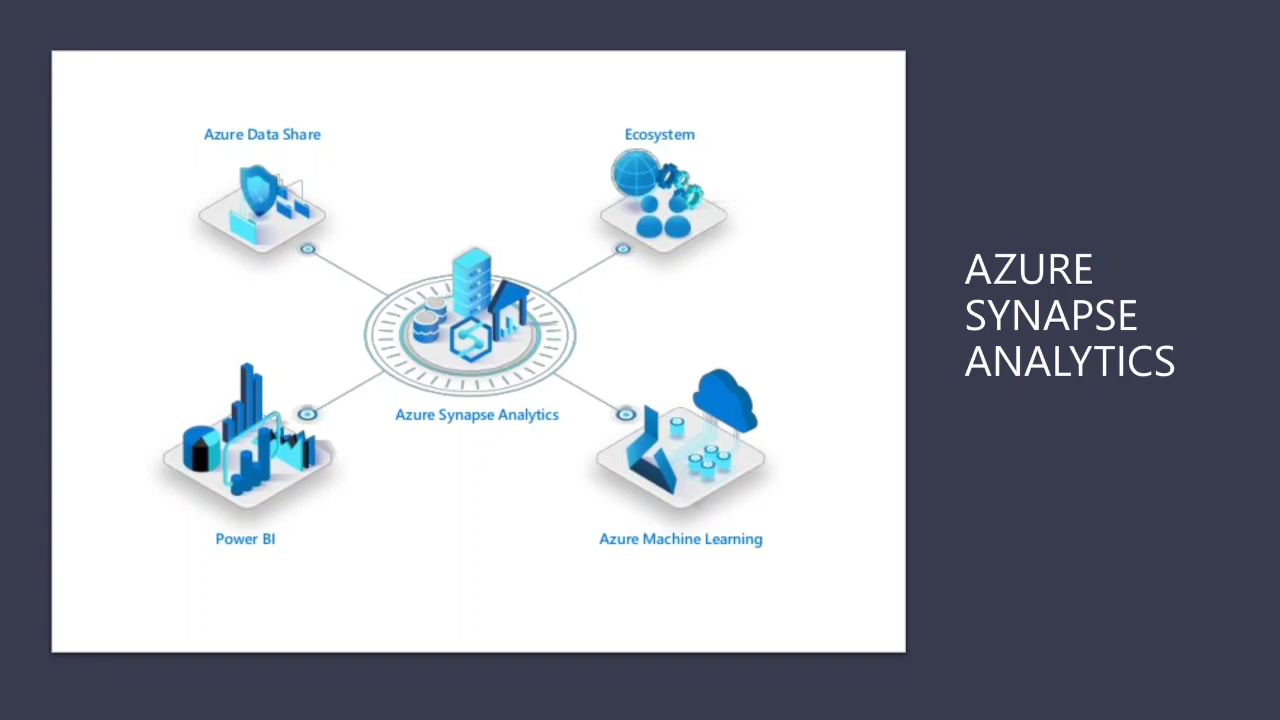 Azure Data Share
Ecosystem
Azure Synapse Analytics
Power BI
Azure Machine Learning
AZURE
SYNAPSE
ANALYTICS